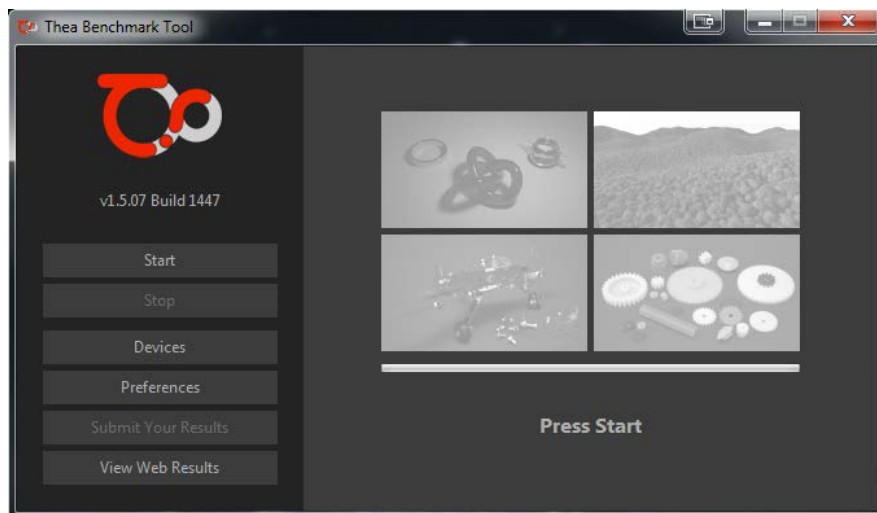 Thea Benchmark Tool
v1.5.07 Build 1447
Start
Stop
Devices
Preferences
Submit Your Results
View Web Results
Press Start